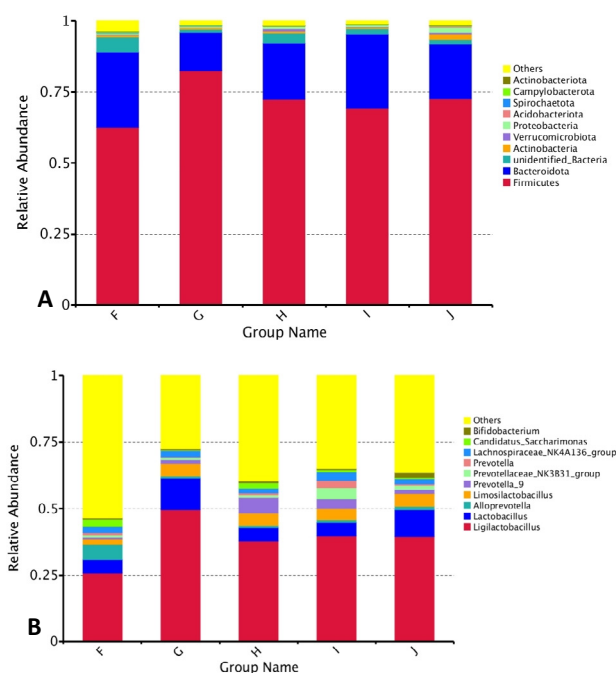 1
0.75
0.5
0.25
0
Relative Abundance
F
G
H
I
J
Group Name
A
Others
Actinobacteriota
Campylobacterota
Spirochaetota
Acidobacteriota
Proteobacteria
Verrucomicrobiota
Actinobacteria
unidentified_Bacteria
Bacteroidota
Firmicutes
1
0.75
0.5
0.25
0
Relative Abundance
F
G
H
I
J
Group Name
B
Others
Bifidobacterium
Candidatus_Saccharimonas
Lachnospiraceae_NK4A136_group
Prevotella
Prevotellaceae_NK3B31_group
Prevotella_9
Limosilactobacillus
Alloprevotella
Lactobacillus
Ligilactobacillus